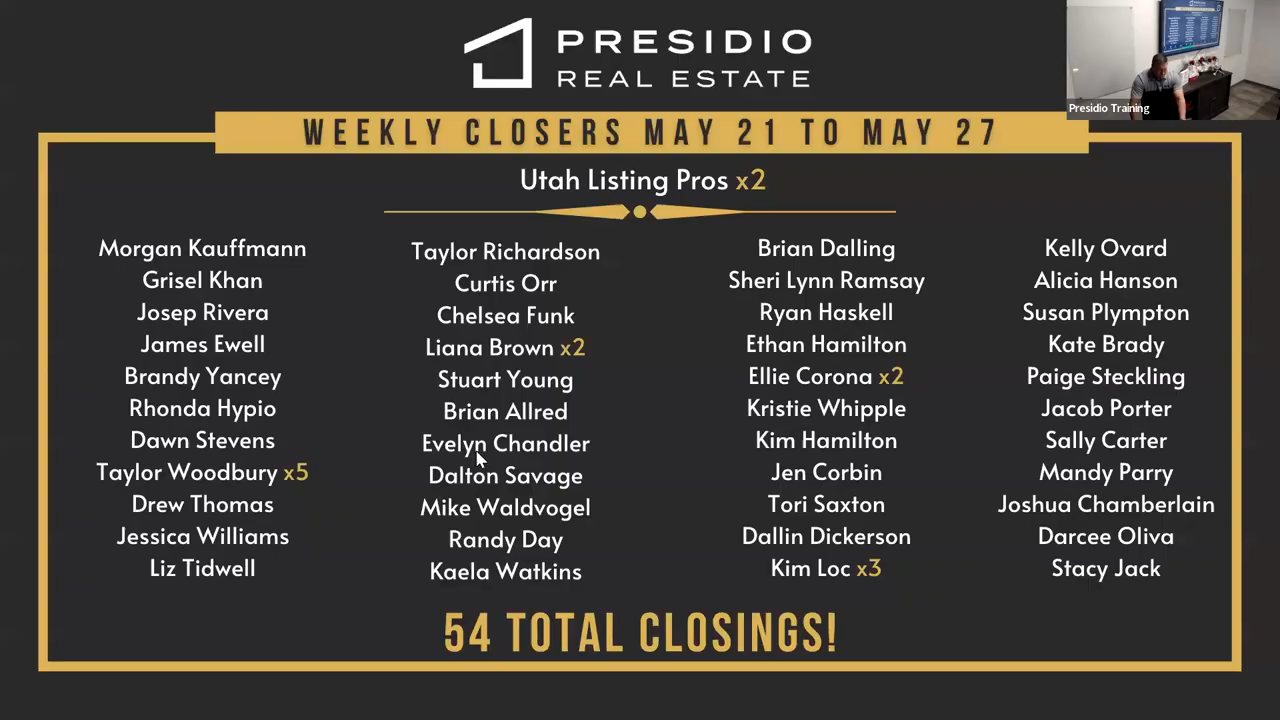 PRESIDIO
REAL ESTATE
Presidio Training
WEEKLY CLOSERS MAY 21 TO MAY 27
Utah Listing Pros x2
Morgan Kauffmann
Grisel Khan
Josep Rivera
James Ewell
Brandy Yancey
Rhonda Hypio
Dawn Stevens
Taylor Woodbury x5
Drew Thomas
Jessica Williams
Liz Tidwell
Taylor Richardson
Curtis Orr
Chelsea Funk
Liana Brown x2
Stuart Young
Brian Allred
Evelyn Chandler
Dalton Savage
Mike Waldvogel
Randy Day
Kaela Watkins
Brian Dalling
Sheri Lynn Ramsay
Ryan Haskell
Ethan Hamilton
Ellie Corona x2
Kristie Whipple
Kim Hamilton
Jen Corbin
Tori Saxton
Dallin Dickerson
Kim Loc x3
Kelly Ovard
Alicia Hanson
Susan Plympton
Kate Brady
Paige Steckling
Jacob Porter
Sally Carter
Mandy Parry
Joshua Chamberlain
Darcee Oliva
Stacy Jack
54 TOTAL CLOSINGS!